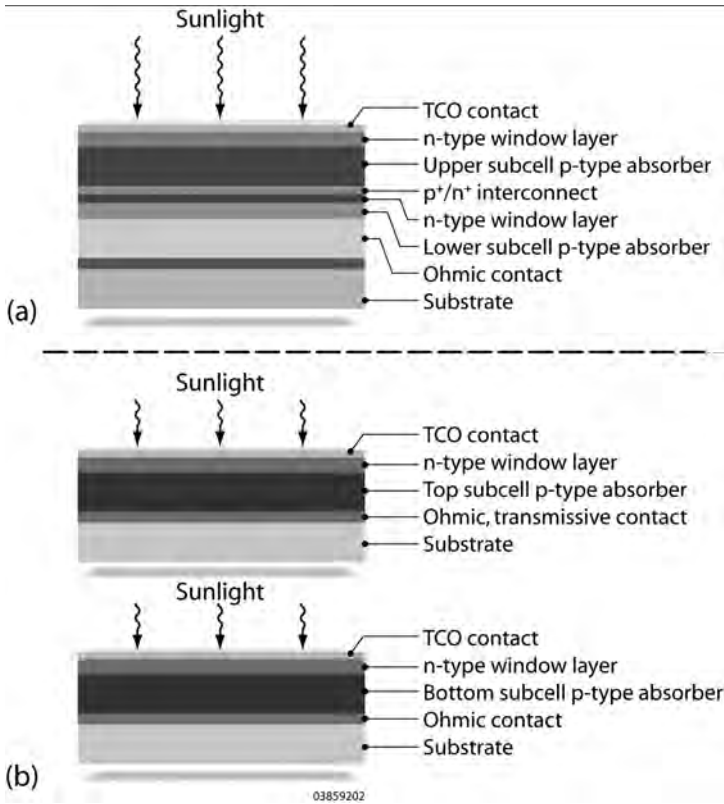 Sunlight
TCO contact
n-type window layer
Upper subcell p-type absorber
p⁺/n⁺ interconnect
n-type window layer
Lower subcell p-type absorber
Ohmic contact
Substrate
(a)
Sunlight
TCO contact
n-type window layer
Top subcell p-type absorber
Ohmic, transmissive contact
Substrate
Sunlight
TCO contact
n-type window layer
Bottom subcell p-type absorber
Ohmic contact
Substrate
(b)
03859202